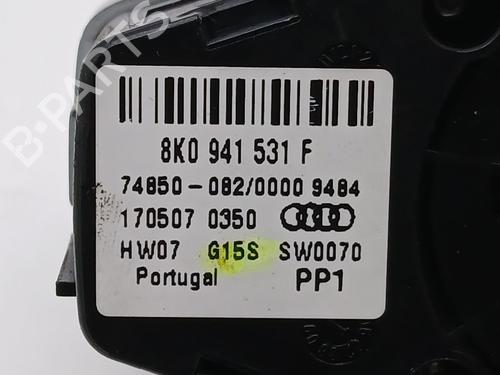 B-PARTS
8K0 941 531 F
74850-082/0000 9484
170507 0350
HW07 G15S SW0070
Portugal PP1